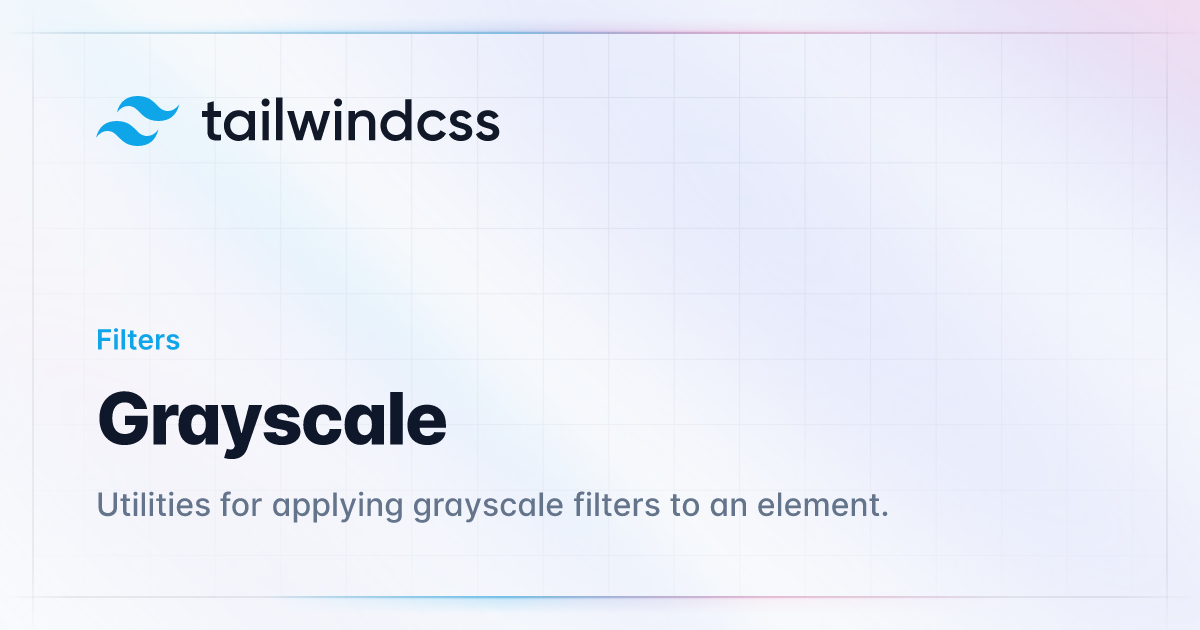 tailwindcss
Filters
Grayscale
Utilities for applying grayscale filters to an element.